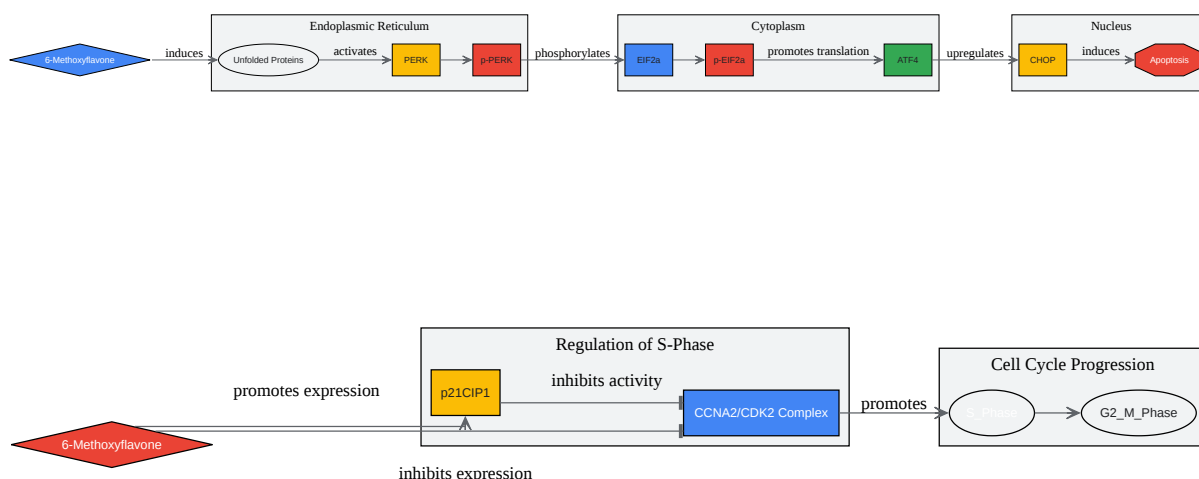 Endoplasmic Reticulum
Cytoplasm
Nucleus
6-Methoxyflavone
induces
Unfolded Proteins
activates
PERK
p-PERK
phosphorylates
EIF2a
p-EIF2a
promotes translation
ATF4
upregulates
CHOP
induces
Apoptosis
Regulation of S-Phase
Cell Cycle Progression
promotes expression
p21CIP1
inhibits activity
CCNA2/CDK2 Complex
promotes
S_Phase
G2_M_Phase
6-Methoxyflavone
inhibits expression